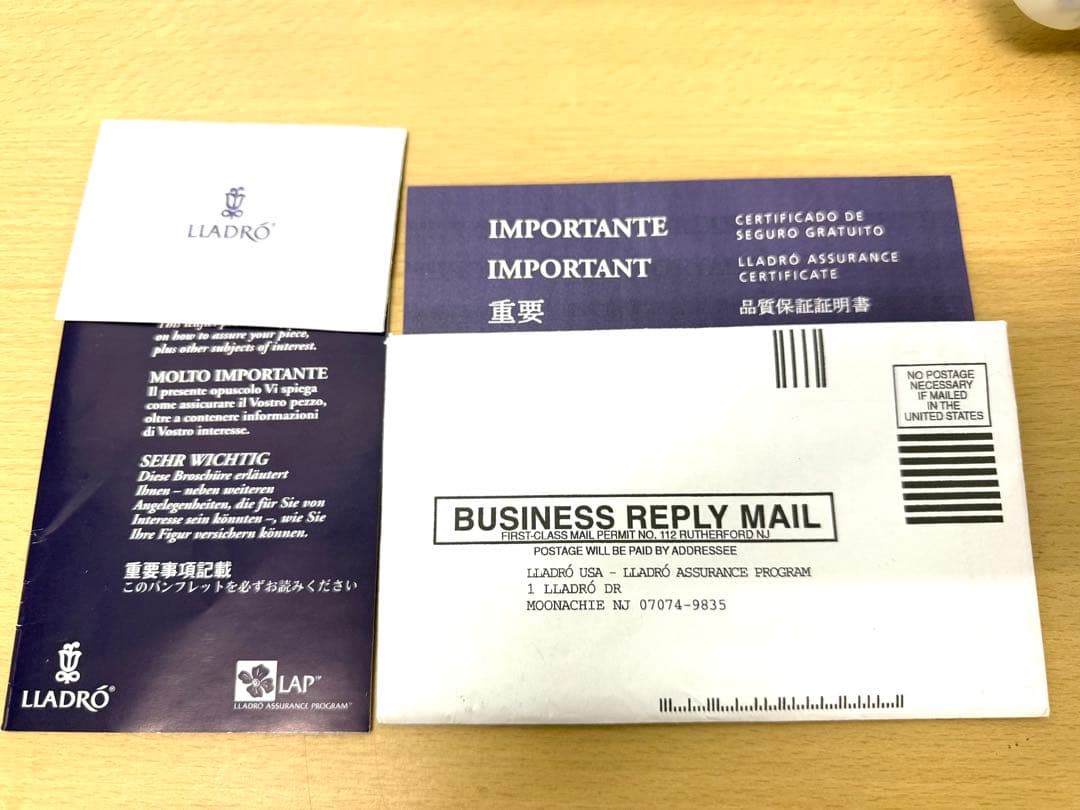 LLADRÓ®
on how to assure your piece,
plus other subjects of interest.
MOLTO IMPORTANTE
Il presente opuscolo Vi spiega
come assicurare il Vostro pezzo,
oltre a contenere informazioni
di Vostro interesse.
SEHR WICHTIG
Diese Broschüre erläutert
Ihnen – neben weiteren
Angelegenheiten, die für Sie von
Interesse sein könnten –, wie Sie
Ihre Figur versichern können.
重要事項記載
このパンフレットを必ずお読みください
LLADRÓ®
LAP™
LLADRÓ ASSURANCE PROGRAM™
IMPORTANTE
IMPORTANT
重要
CERTIFICADO DE
SEGURO GRATUITO
LLADRÓ ASSURANCE
CERTIFICATE
品質保証証明書
NO POSTAGE
NECESSARY
IF MAILED
IN THE
UNITED STATES
BUSINESS REPLY MAIL
FIRST-CLASS MAIL PERMIT NO. 112 RUTHERFORD NJ
POSTAGE WILL BE PAID BY ADDRESSEE
LLADRÓ USA - LLADRÓ ASSURANCE PROGRAM
1 LLADRÓ DR
MOONACHIE NJ 07074-9835